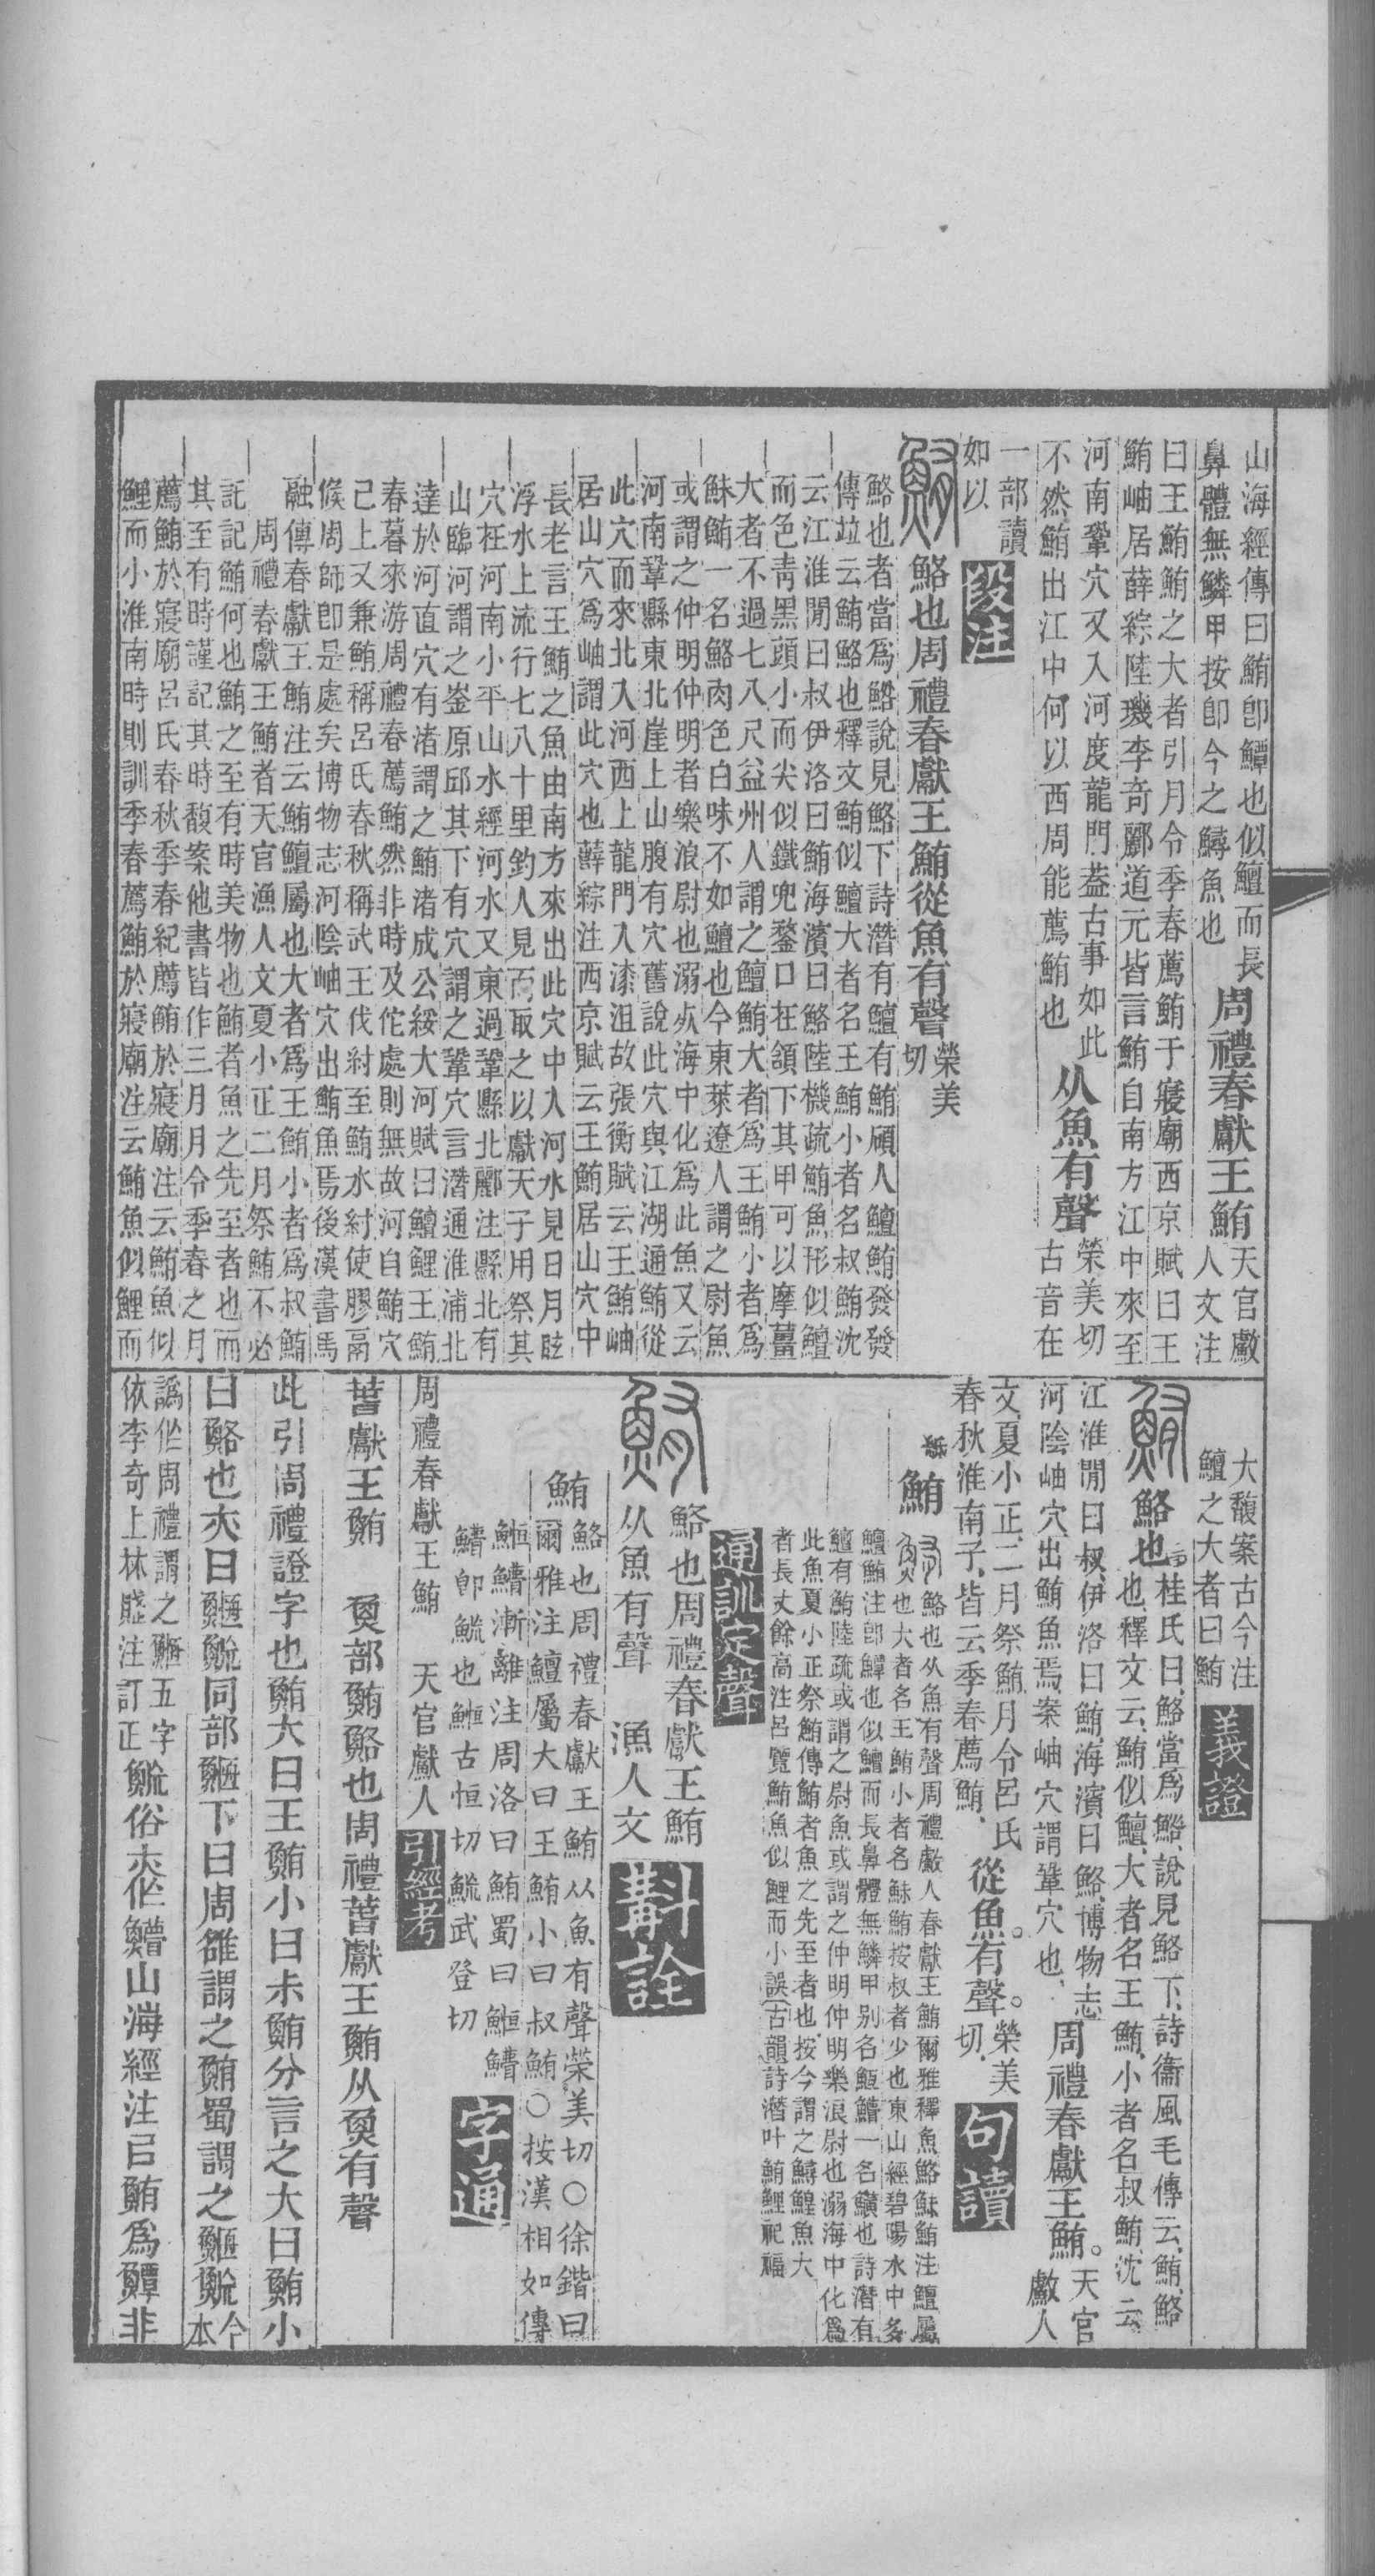 山海經傳曰鮪卽鱏也似鱣而長
鼻體無鱗甲按卽今之鱘魚也
周禮春獻王鮪
天官䱷
人文注
曰王鮪鮪之大者引月令季春薦鮪于寢廟西京賦曰王
鮪岫居薛綜陸璣李奇酈道元皆言鮪自南方江中來至
河南鞏穴又入河度龍門葢古事如此
不然鮪出江中何以西周能薦鮪也
从魚有聲
榮美切
古音在
一部讀
如以
段注
鮥也周禮春獻王鮪從魚有聲
榮美
切
鮥也者當爲鮥說見鮥下詩潛有鱣有鮪碩人鱣鮪發發
傳竝云鮪鮥也釋文鮪似鱣大者名王鮪小者名叔鮪沈
云江淮閒曰叔伊洛曰鮪海濱曰鮥陸機疏鮪魚形似鱣
而色靑黑頭小而尖似鐵兜鍪口在頷下其甲可以摩薑
大者不過七八尺益州人謂之鱣鮪大者爲王鮪小者爲
鮛鮪一名鮥肉色白味不如鱣也今東萊遼人謂之尉魚
或謂之仲明仲明者樂浪尉也溺死海中化爲此魚又云
河南鞏縣東北崖上山腹有穴舊說此穴與江湖通鮪從
此穴而來北入河西上龍門入漆沮故張衡賦云王鮪岫
居山穴爲岫謂此穴也薛綜注西京賦云王鮪居山穴中
長老言王鮪之魚由南方來出此穴中入河水見日月眩
浮水上流行七八十里釣人見而取之以獻天子用祭其
穴在河南小平山水經河水又東過鞏縣北酈注縣北有
山臨河謂之崟原邱其下有穴謂之鞏穴言潛通淮浦北
達於河直穴有渚謂之鮪渚成公綏大河賦曰鱣鯉王鮪
春暮來游周禮春薦鮪然非時及佗處則無故河自鮪穴
已上又兼鮪稱呂氏春秋稱武王伐紂至鮪水紂使膠鬲
候周師卽是處矣博物志河陰岫穴出鮪魚焉後漢書馬
融傳春獻王鮪注云鮪鱣屬也大者爲王鮪小者爲叔鮪
周禮春獻王鮪者天官漁人文夏小正二月祭鮪不必
記記鮪何也鮪之至有時美物也鮪者魚之先至者也而
其至有時謹記其時馥案他書皆作三月月令季春之月
薦鮪於寢廟呂氏春秋季春紀薦鮪於寢廟注云鮪魚似
鯉而小淮南時則訓季春薦鮪於寢廟注云鮪魚似鯉而
大馥案古今注
鱣之大者曰鮪
義證
鮥也
桂氏曰鮥當爲鮥說見鮥下詩衞風毛傳云鮪鮥
也釋文云鮪似鱣大者名王鮪小者名叔鮪沈云
江淮閒曰叔伊洛曰鮪海濱曰鮥博物志
河陰岫穴出鮪魚焉案岫穴謂鞏穴也
周禮春獻王鮪。
天官
䱷人
文夏小正二月祭鮪月令呂氏
春秋淮南子皆云季春薦鮪
從魚。有聲。
榮美
切
句讀
鮪
鮥也从魚有聲周禮䱷人春獻王鮪爾雅釋魚鮥鮛鮪注鱣屬
也大者名王鮪小者名鮛鮪按叔者少也東山經碧陽水中多
鱣鮪注卽鱏也似鱣而長鼻體無鱗甲别名䱭䲛一名鱑也詩潛有
鱣有鮪陸疏或謂之尉魚或謂之仲明仲明樂浪尉也溺海中化爲
此魚夏小正祭鮪傳鮪者魚之先至者也按今謂之鱘鰉魚大
者長丈餘高注呂覽鮪魚似鯉而小誤古韻詩潛叶鮪鯉祀福
通訓定聲
鮥也周禮春獻王鮪
从魚有聲
漁人文
斠詮
鮪
鮥也周禮春獻王鮪从魚有聲榮美切○徐鍇曰
爾雅注鱣屬大曰王鮪小曰叔鮪○按漢相如傳
䱭䲛漸離注周洛曰鮪蜀曰䱭䲛
䲛卽䱍也䱭古恒切䱍武登切
字通
周禮春獻王鮪
天官獻人
引經考
萅獻王鮪
魚部鮪鮥也周禮萅獻王鮪从魚有聲
此引周禮證字也鮪大曰王鮪小曰叔鮪分言之大曰鮪小
曰鮥也亦曰䱭䱍同部䱭下曰周雒謂之鮪蜀謂之䱭䱍
今
本
譌作周禮謂之䱭五字
依李奇上林賦注訂正
䱍俗亦作䲛山海經注㠯鮪爲鱏非